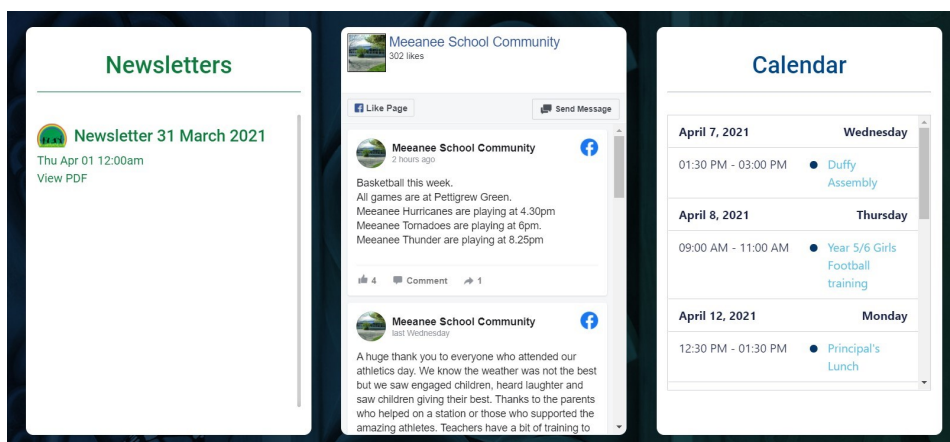 Newsletters
Newsletter 31 March 2021
Thu Apr 01 12:00am
View PDF
Meeanee School Community
302 likes
Like Page
Send Message
Meeanee School Community
2 hours ago
Basketball this week.
All games are at Pettigrew Green.
Meeanee Hurricanes are playing at 4.30pm
Meeanee Tornadoes are playing at 6pm.
Meeanee Thunder are playing at 8.25pm
4 Comment 1
Meeanee School Community
last Wednesday
A huge thank you to everyone who attended our
athletics day. We know the weather was not the best
but we saw engaged children, heard laughter and
saw children giving their best. Thanks to the parents
who helped on a station or those who supported the
amazing athletes. Teachers have a bit of training to
Calendar
April 7, 2021 Wednesday
01:30 PM - 03:00 PM Duffy
Assembly
April 8, 2021 Thursday
09:00 AM - 11:00 AM Year 5/6 Girls
Football
training
April 12, 2021 Monday
12:30 PM - 01:30 PM Principal's
Lunch